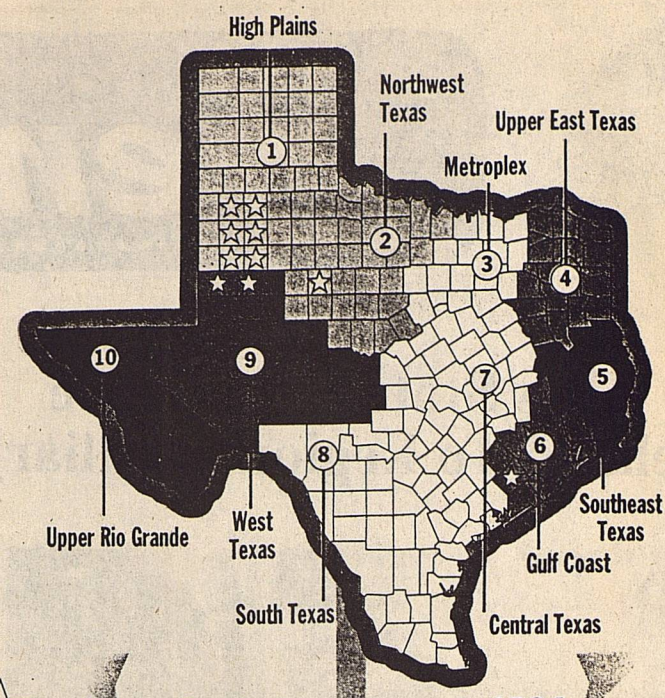 High Plains
Northwest
Texas
Upper East Texas
Metroplex
1
2
3
4
10
9
7
5
8
6
Upper Rio Grande
West
Texas
Southeast
Texas
Gulf Coast
South Texas
Central Texas